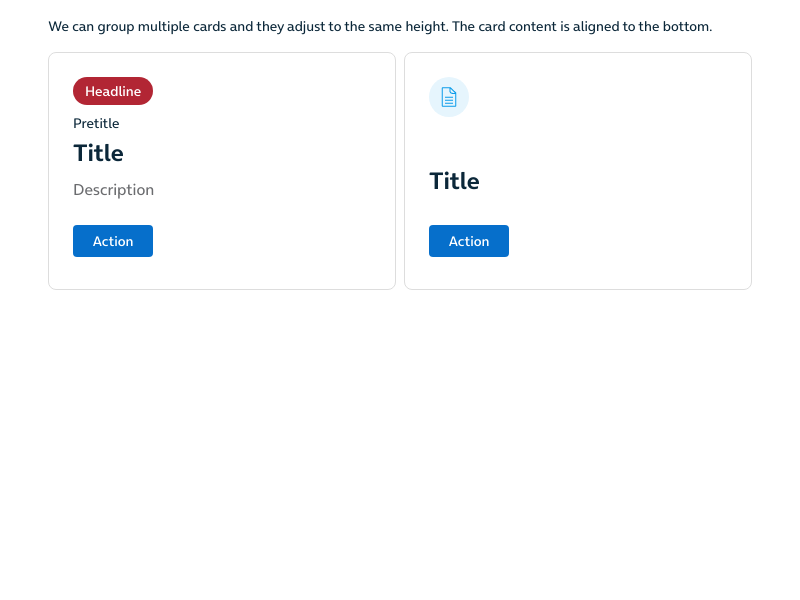 We can group multiple cards and they adjust to the same height. The card content is aligned to the bottom.
Headline
Pretitle
Title
Description
Action
Title
Action